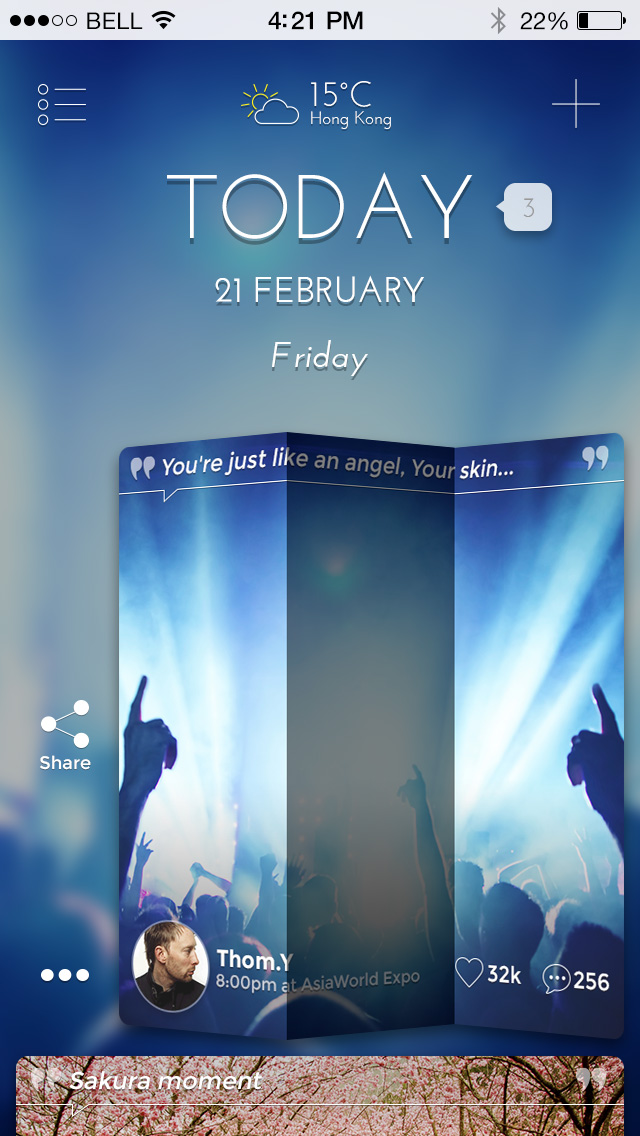 BELL 4:21 PM 22%
15°C
Hong Kong
TODAY
3
21 FEBRUARY
Friday
You're just like an angel, Your skin...
Share
Thom.Y
8:00pm at AsiaWorld Expo
32k
256
Sakura moment